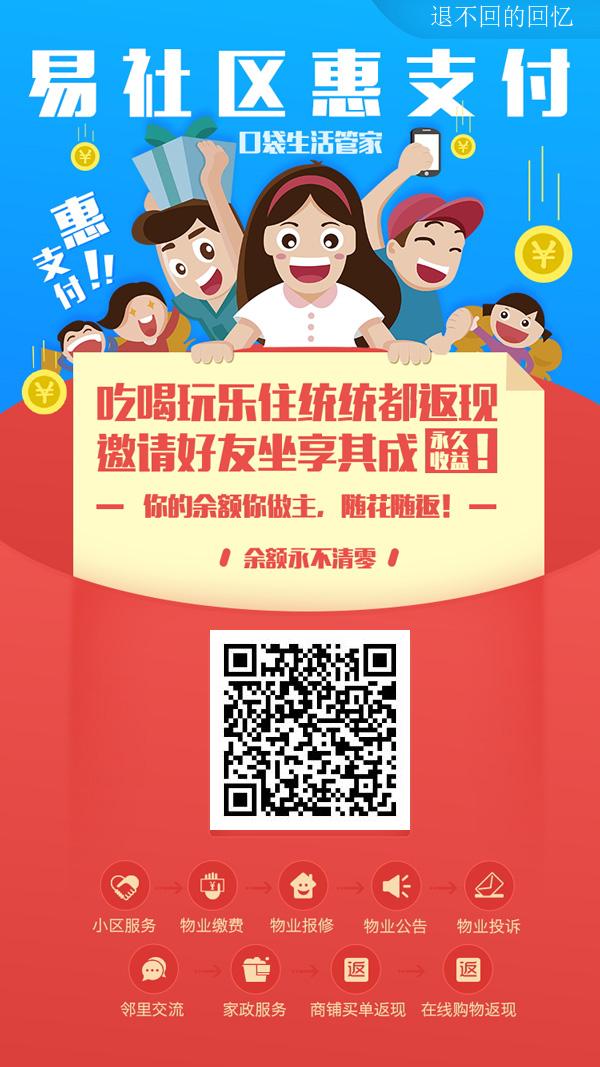 退不回的回忆
易社区惠支付
口袋生活管家
惠
支付!!
吃喝玩乐住统统都返现
邀请好友坐享其成永久收益!
你的余额你做主,随花随返!
余额永不清零
小区服务 物业缴费 物业报修 物业公告 物业投诉
返 返
邻里交流 家政服务 商铺买单返现 在线购物返现